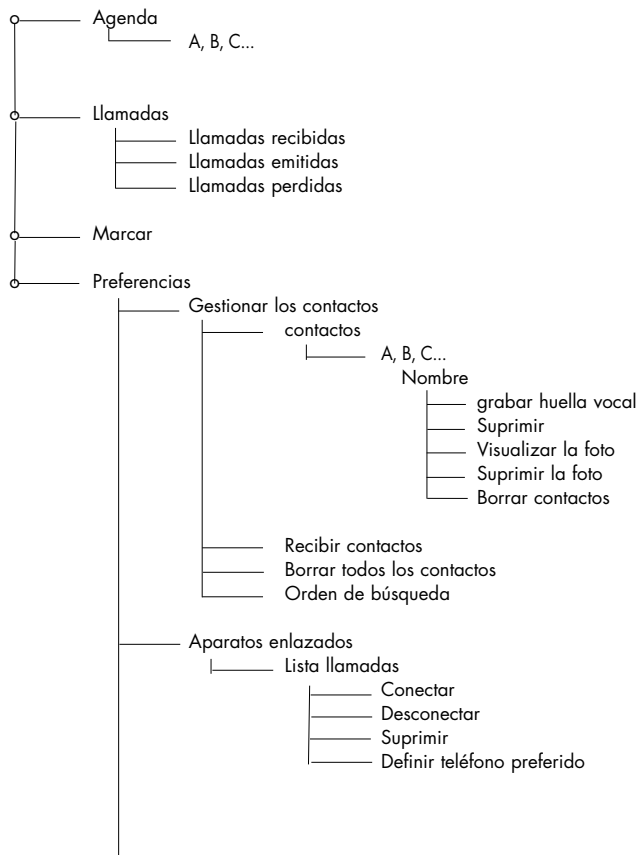 Agenda
A, B, C...
Llamadas
Llamadas recibidas
Llamadas emitidas
Llamadas perdidas
Marcar
Preferencias
Gestionar los contactos
contactos
A, B, C...
Nombre
grabar huella vocal
Suprimir
Visualizar la foto
Suprimir la foto
Borrar contactos
Recibir contactos
Borrar todos los contactos
Orden de búsqueda
Aparatos enlazados
Lista llamadas
Conectar
Desconectar
Suprimir
Definir teléfono preferido